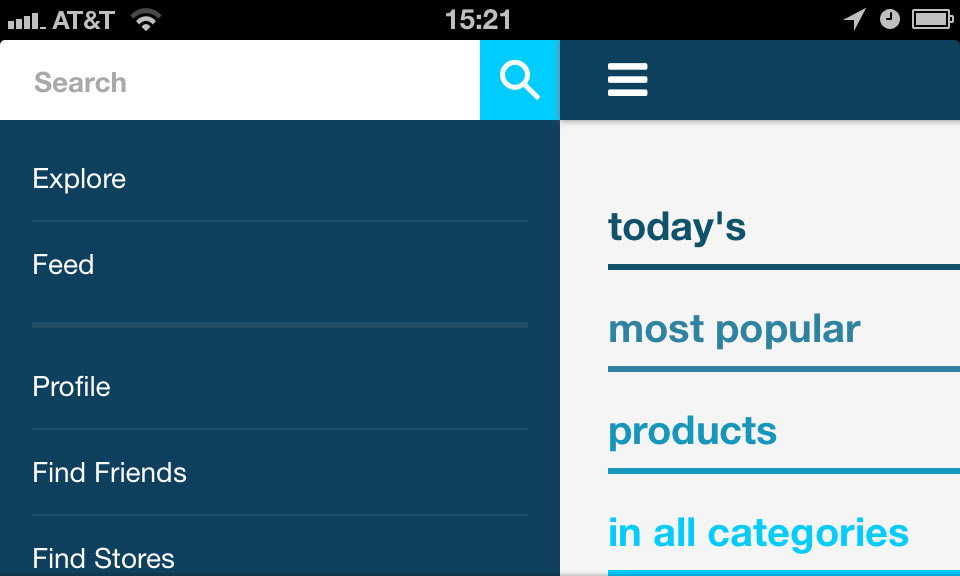 AT&T 15:21
Search
Explore
Feed
Profile
Find Friends
Find Stores
today's
most popular
products
in all categories